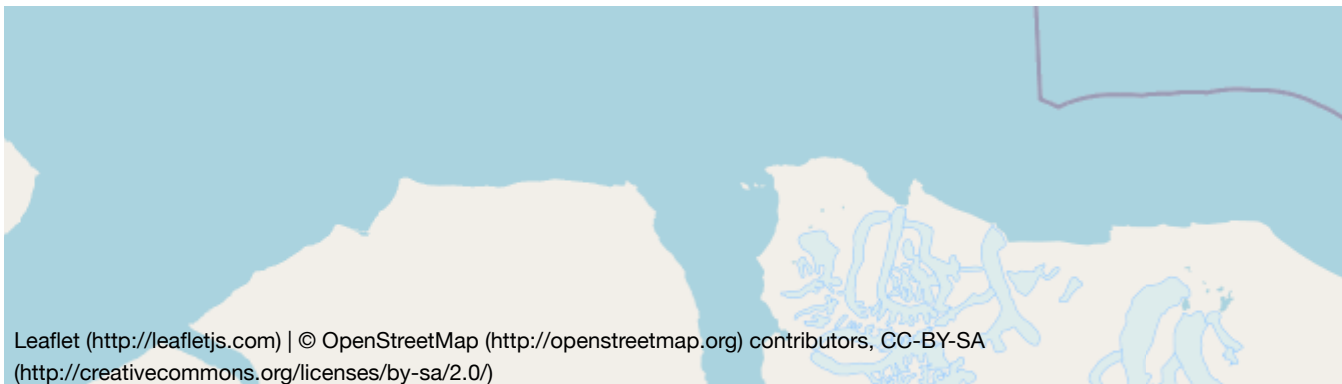 Leaflet (http://leafletjs.com) | © OpenStreetMap (http://openstreetmap.org) contributors, CC-BY-SA
(http://creativecommons.org/licenses/by-sa/2.0/)